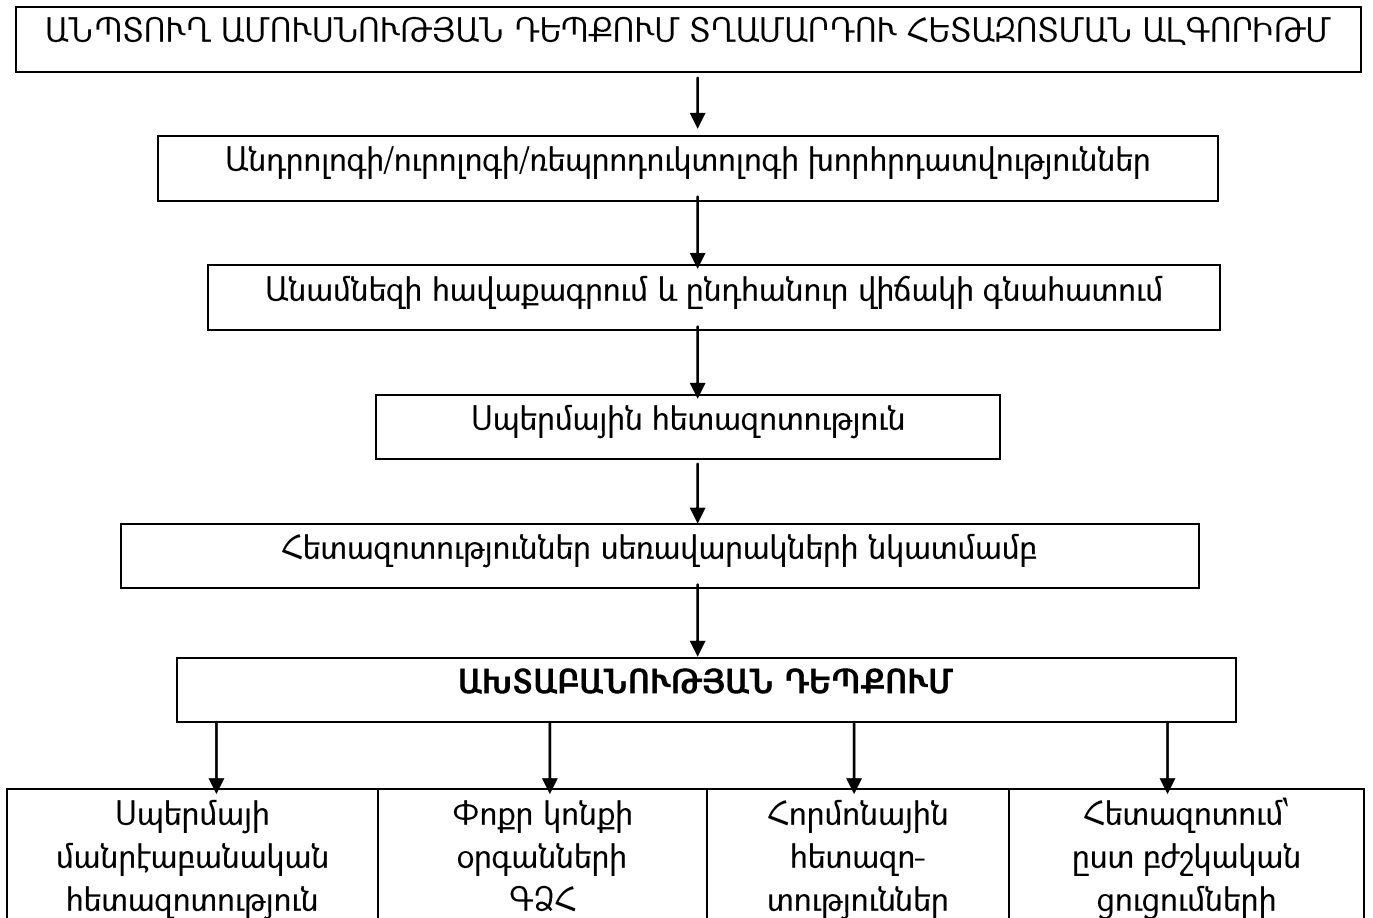 ԱՆՊՏՈՒՂ ԱՄՈՒՍՆՈՒԹՅԱՆ ԴԵՊՔՈՒՄ ՏՂԱՄԱՐԴՈՒ ՀԵՏԱԶՈՏՄԱՆ ԱԼԳՈՐԻԹՄ
Անդրոլոգի/ուրոլոգի/ռեպրոդուկտոլոգի խորհրդատվություններ
Անամնեզի հավաքագրում և ընդհանուր վիճակի գնահատում
Սպերմային հետազոտություն
Հետազոտություններ սեռավարակների նկատմամբ
ԱԽՏԱԲԱՆՈՒԹՅԱՆ ԴԵՊՔՈՒՄ
Սպերմայի
մանրէաբանական
հետազոտություն
Փոքր կոնքի
օրգանների
ԳՁՀ
Հորմոնային
հետազո-
տություններ
Հետազոտում՝
ըստ բժշկական
ցուցումների